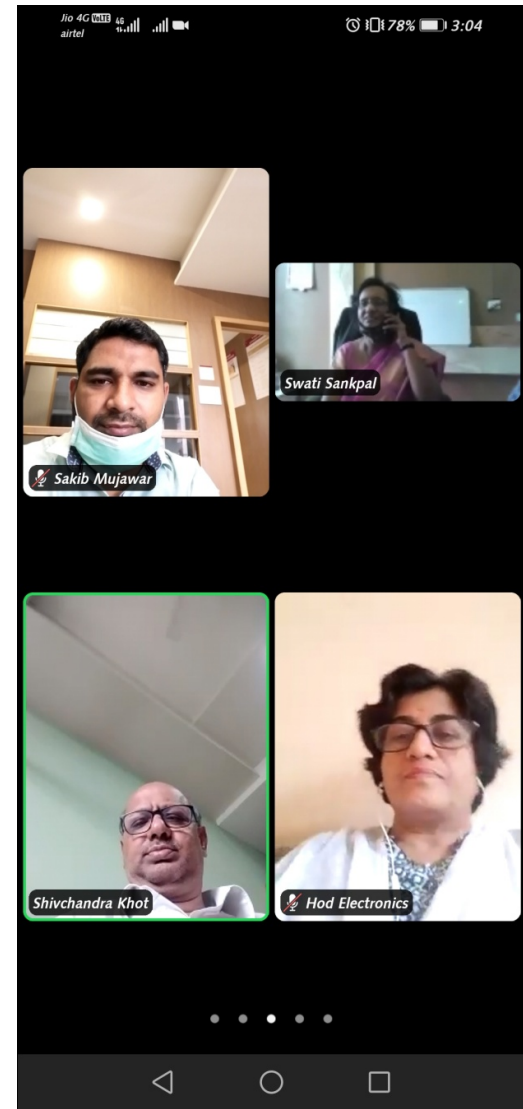 Jio 4G VoLTE 4G 78% 3:04
airtel
Swati Sankpal
Sakib Mujawar
Shivchandra Khot
Hod Electronics